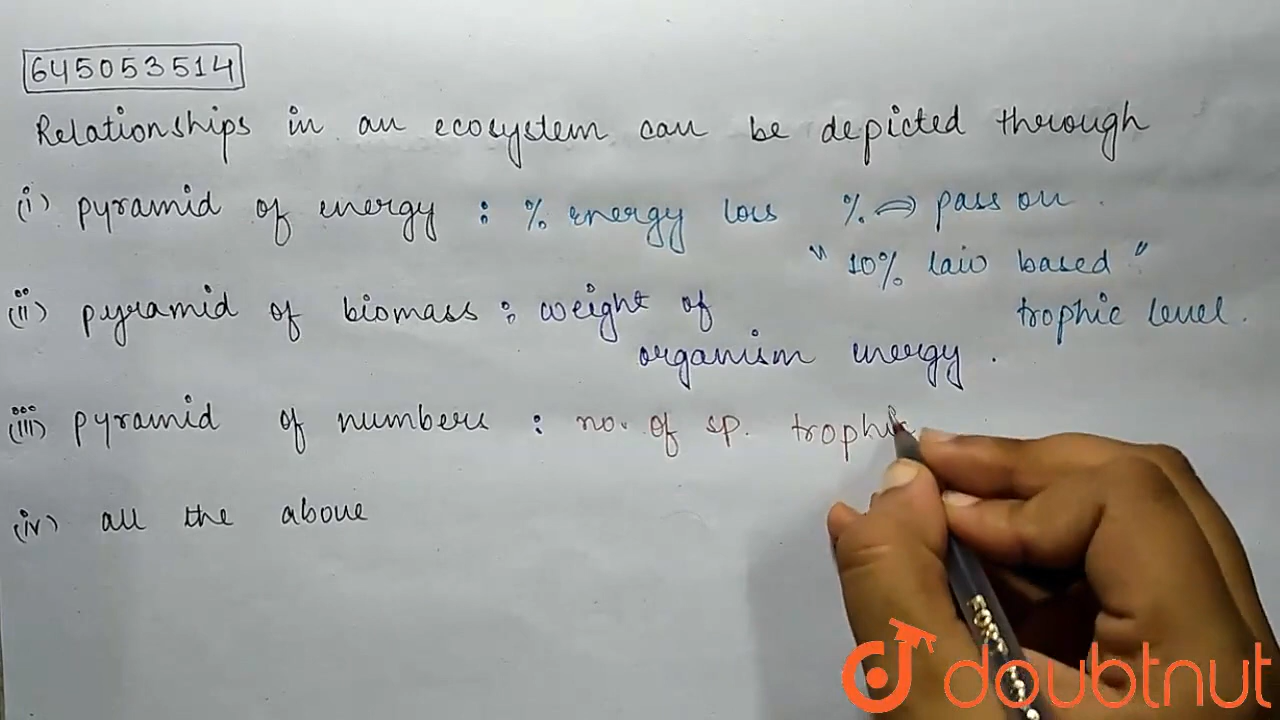 645053514
Relationships in an ecosystem can be depicted through
(i) pyramid of energy : % energy loss % ⇒ pass on.
" 10% law based "
trophic level.
(ii) pyramid of biomass : weight of
organism energy.
(iii) pyramid of numbers : no. of sp. trophic
(iv) all the above
doubtnut